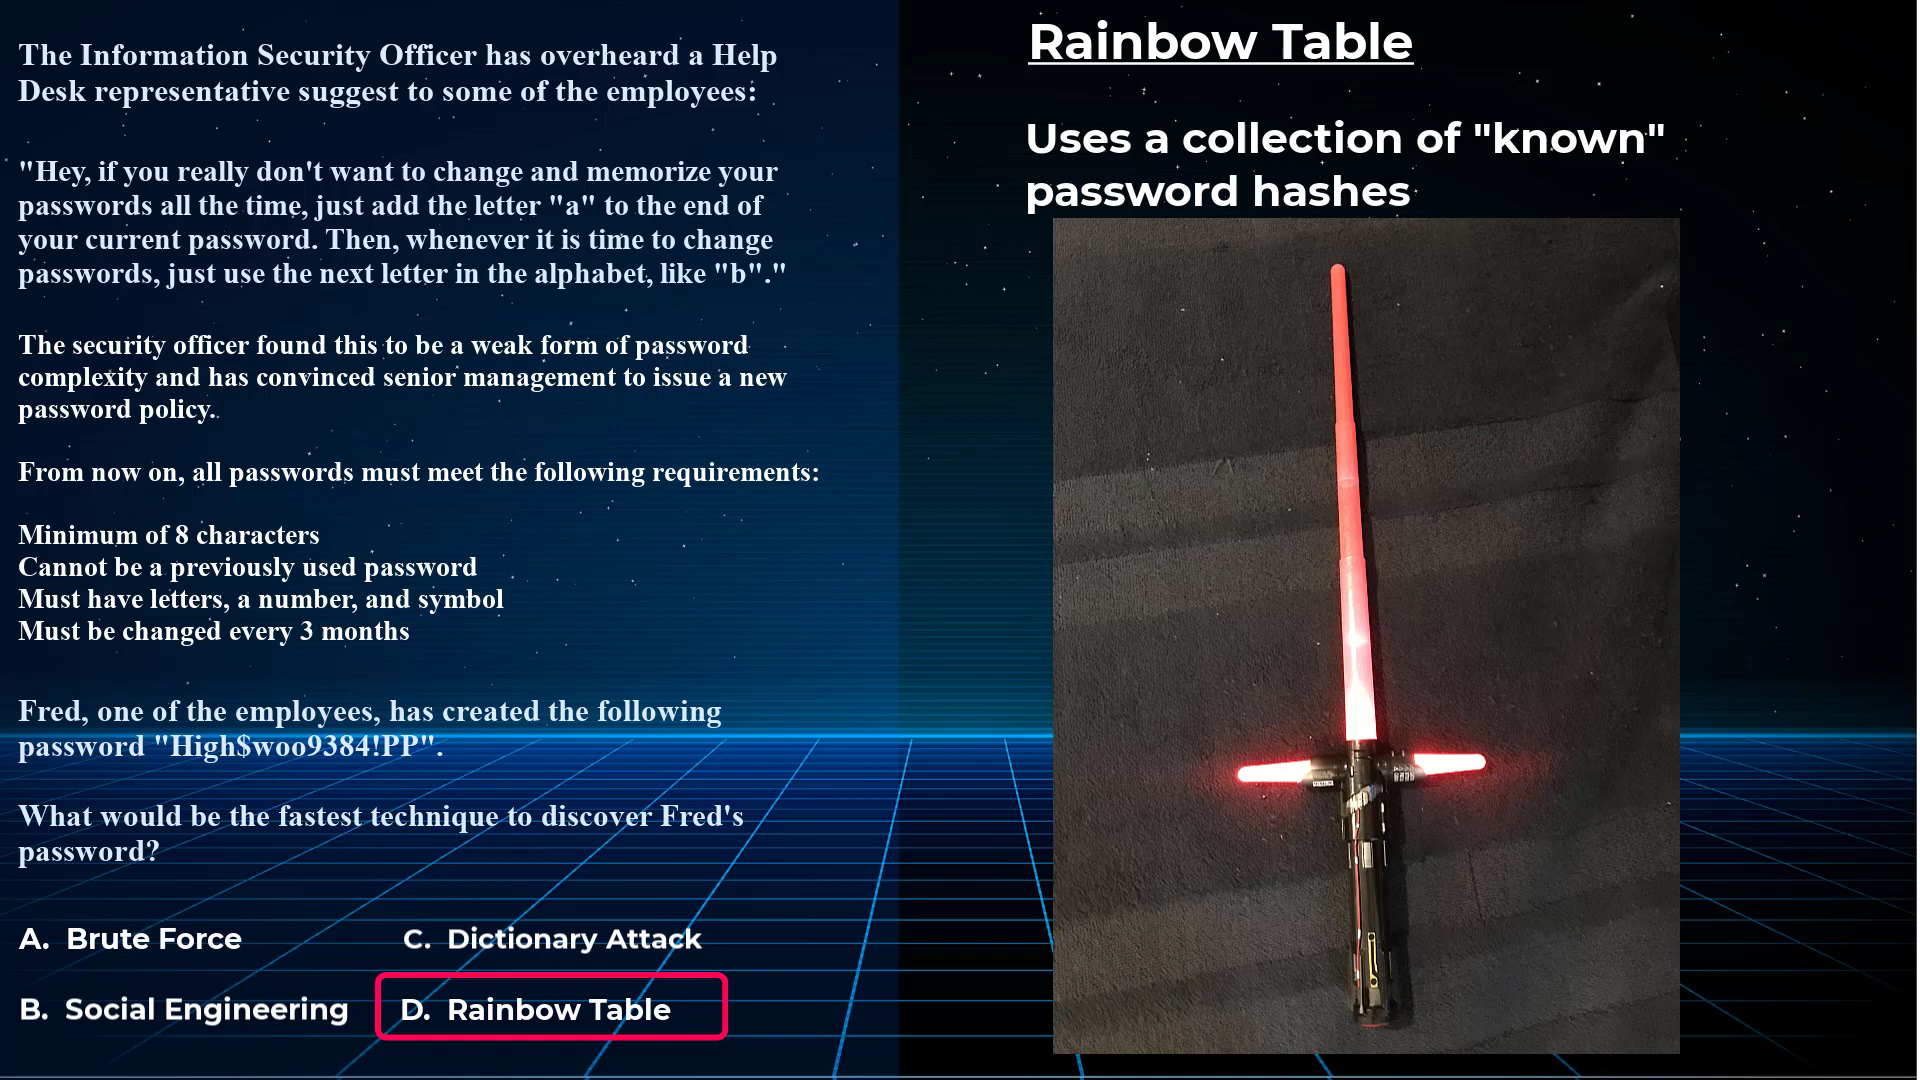 The Information Security Officer has overheard a Help
Desk representative suggest to some of the employees:
"Hey, if you really don't want to change and memorize your
passwords all the time, just add the letter "a" to the end of
your current password. Then, whenever it is time to change
passwords, just use the next letter in the alphabet, like "b"."
The security officer found this to be a weak form of password
complexity and has convinced senior management to issue a new
password policy.
From now on, all passwords must meet the following requirements:
Minimum of 8 characters
Cannot be a previously used password
Must have letters, a number, and symbol
Must be changed every 3 months
Fred, one of the employees, has created the following
password "High$woo9384!PP".
What would be the fastest technique to discover Fred's
password?
A. Brute Force
B. Social Engineering
C. Dictionary Attack
D. Rainbow Table
Rainbow Table
Uses a collection of "known"
password hashes